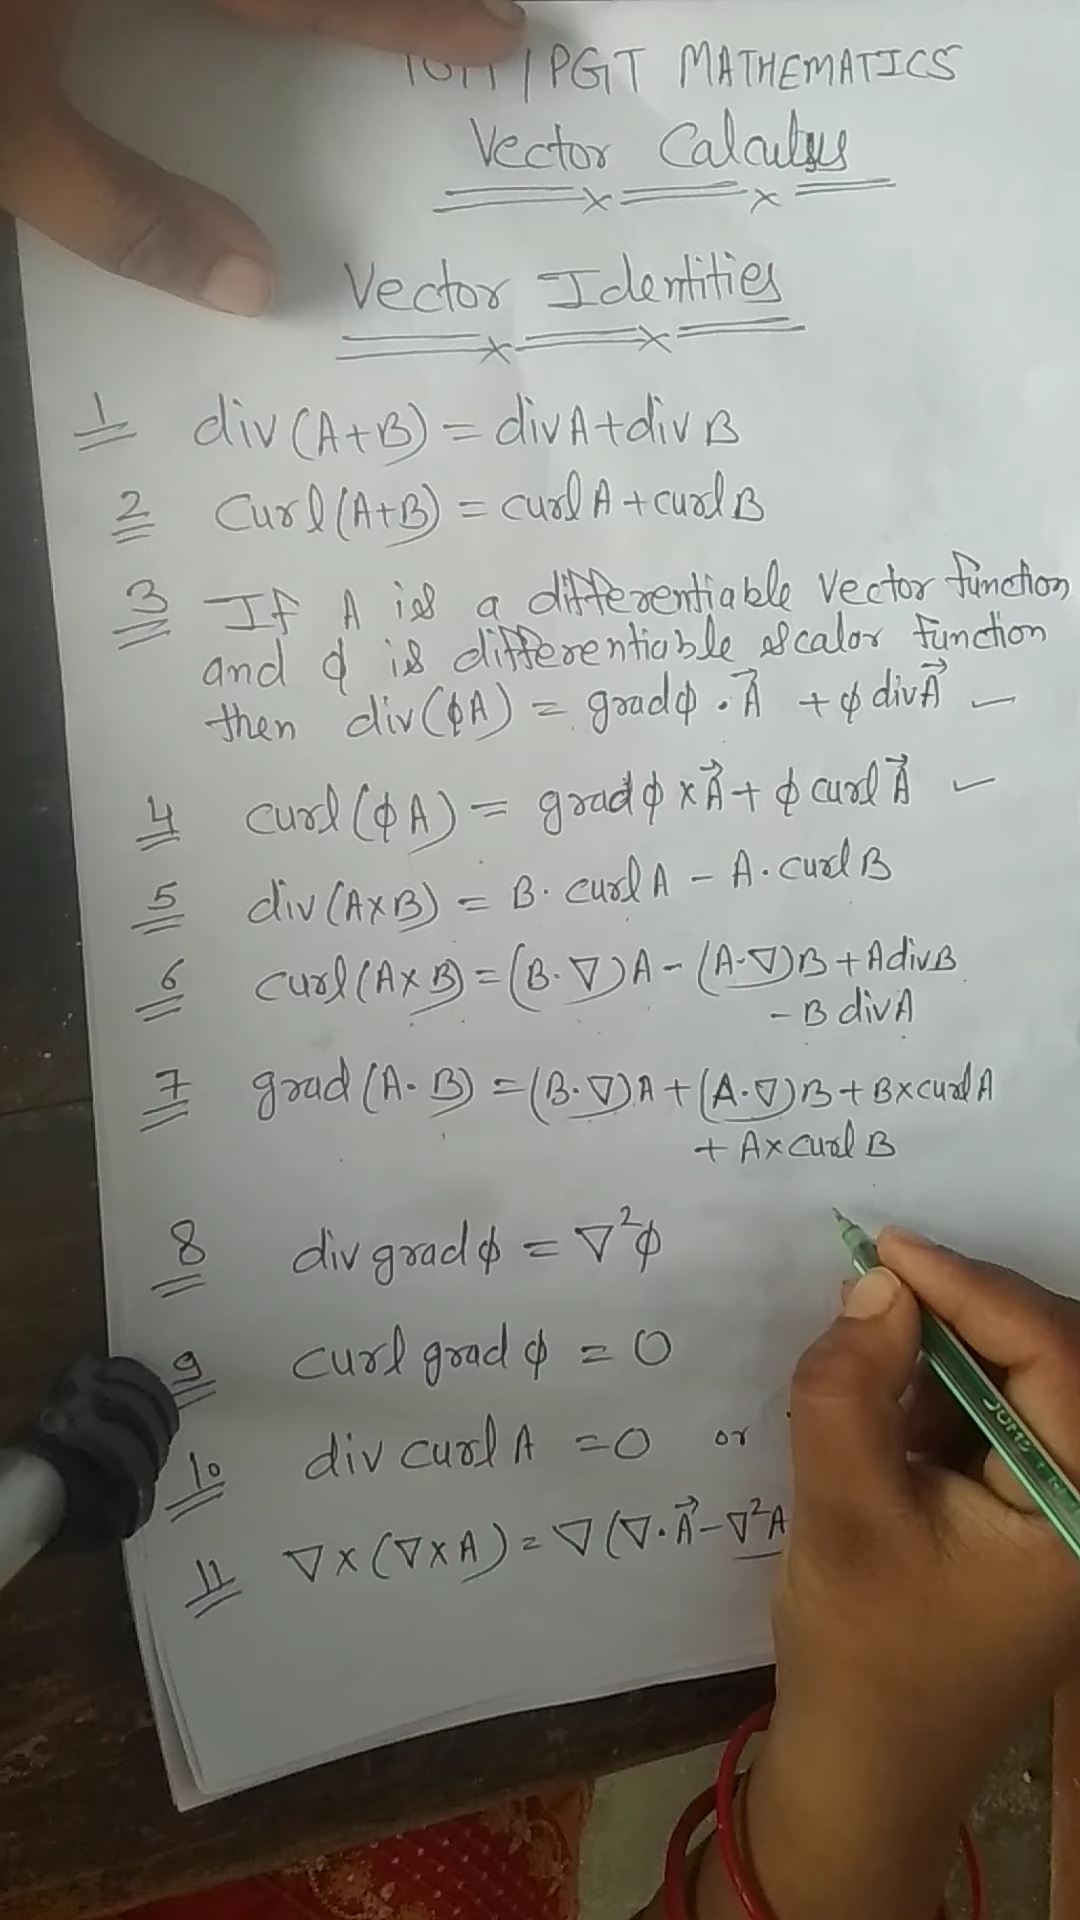 / PGT MATHEMATICS
Vector Calculus
Vector Identities
1 div (A+B) = div A + div B
2 Curl (A+B) = curl A + curl B
3 If A is a differentiable Vector function
and ϕ is differentiable scalor function
then div (ϕA) = grad ϕ . A⃗ + ϕ div A⃗
4 curl (ϕA) = grad ϕ × A⃗ + ϕ curl A⃗
5 div (A×B) = B. curl A - A. curl B
6 curl (A×B) = (B.∇)A - (A.∇)B + A div B
- B div A
7 grad (A.B) = (B.∇)A + (A.∇)B + B×curl A
+ A×curl B
8 div grad ϕ = ∇²ϕ
9 curl grad ϕ = 0
10 div curl A = 0 or
11 ∇×(∇×A) = ∇(∇.A⃗ - ∇²A